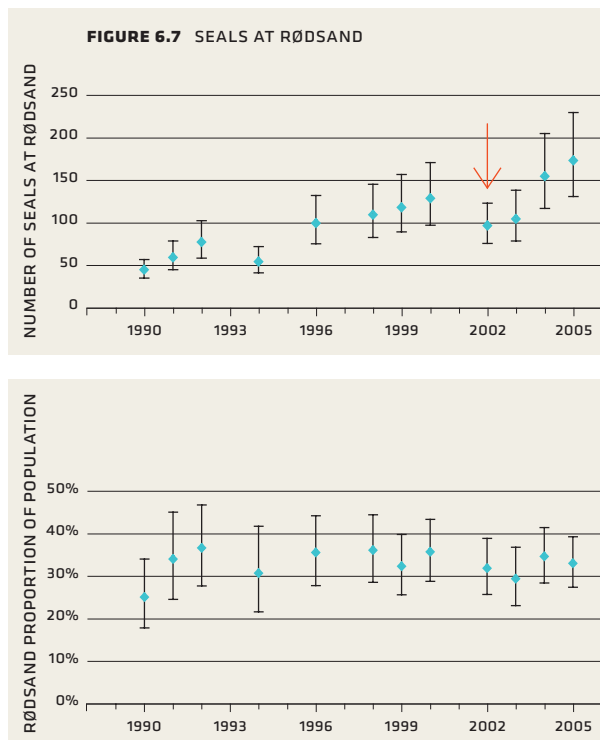 FIGURE 6.7 SEALS AT RØDSAND
NUMBER OF SEALS AT RØDSAND
250
200
150
100
50
0
1990 1993 1996 1999 2002 2005
RØDSAND PROPORTION OF POPULATION
50%
40%
30%
20%
10%
0%
1990 1993 1996 1999 2002 2005